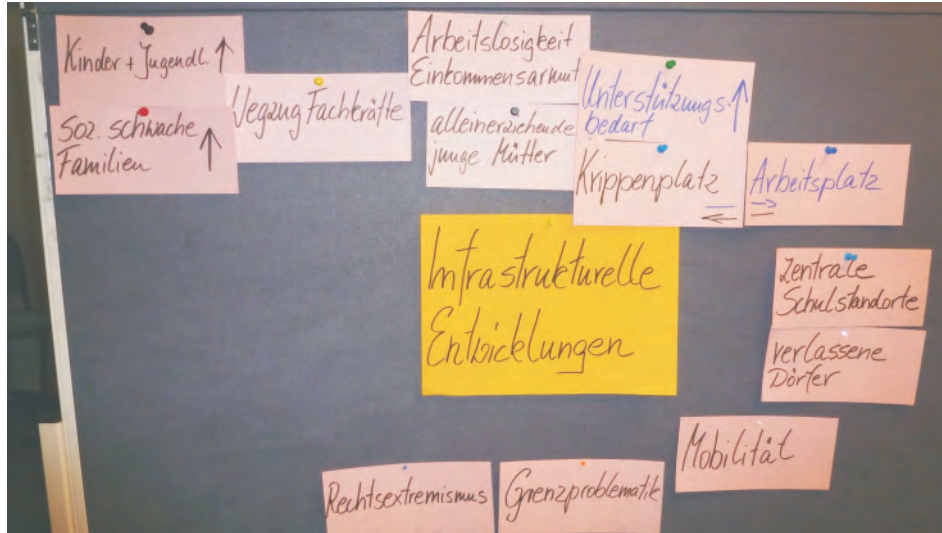 Kinder + Jugendl. ↑
Soz. schwache ↑
Familien
Wegzug Fachkräfte
Arbeitslosigkeit
Einkommensarmut
alleinerziehende
junge Mütter
Unterstützungs- ↑
bedarf
Krippenplatz
←
Arbeitsplatz
→
Infrastrukturelle
Entwicklungen
Zentrale
Schulstandorte
verlassene
Dörfer
Mobilität
Rechtsextremismus
Grenzproblematik